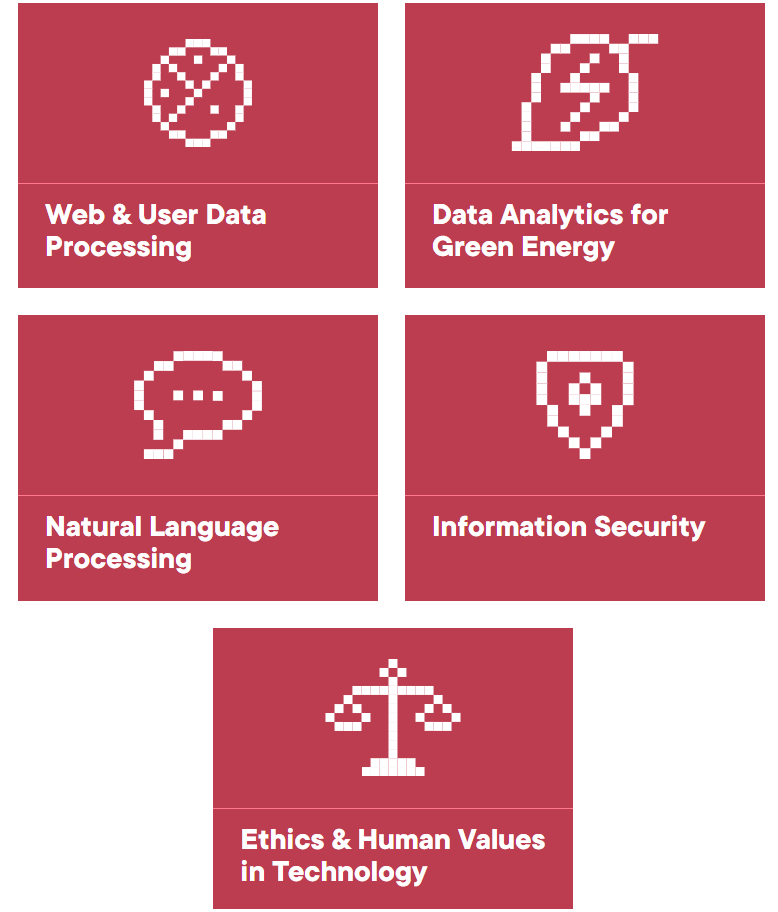 Web & User Data
Processing
Data Analytics for
Green Energy
Natural Language
Processing
Information Security
Ethics & Human Values
in Technology